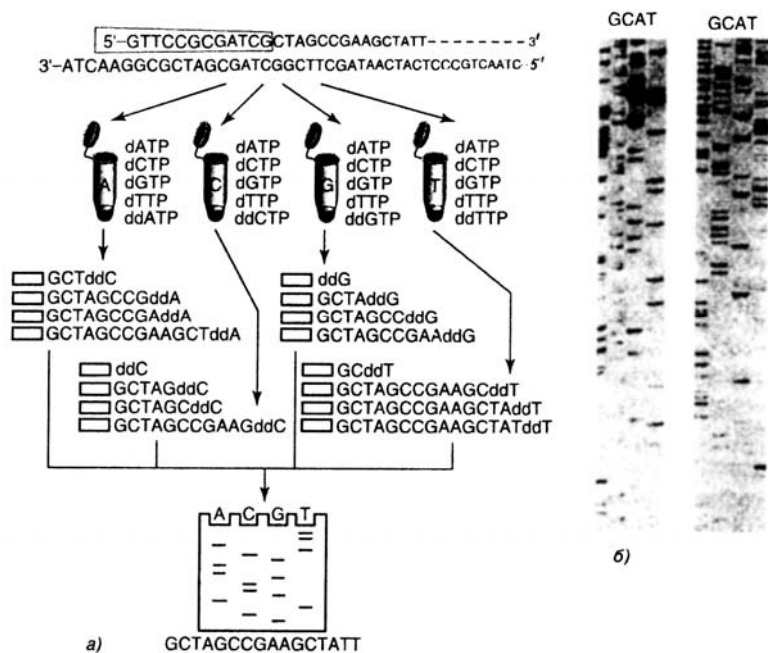 5'-GTTCCGCGATCGCTAGCCGAAGCTATT 3'
3'-ATCAAGGCGCTAGCGATCGGCTTCGATAACTACTCCCGTCAATC 5'
A
dATP
dCTP
dGTP
dTTP
ddATP
C
dATP
dCTP
dGTP
dTTP
ddCTP
G
dATP
dCTP
dGTP
dTTP
ddGTP
T
dATP
dCTP
dGTP
dTTP
ddTTP
GCTddC
GCTAGCCGddA
GCTAGCCGAddA
GCTAGCCGAAGCTddA
ddC
GCTAGddC
GCTAGCddC
GCTAGCCGAAGddC
ddG
GCTAddG
GCTAGCCddG
GCTAGCCGAAddG
GCddT
GCTAGCCGAAGCddT
GCTAGCCGAAGCTAddT
GCTAGCCGAAGCTATddT
A C G T
а)
GCTAGCCGAAGCTATT
GCAT
GCAT
б)